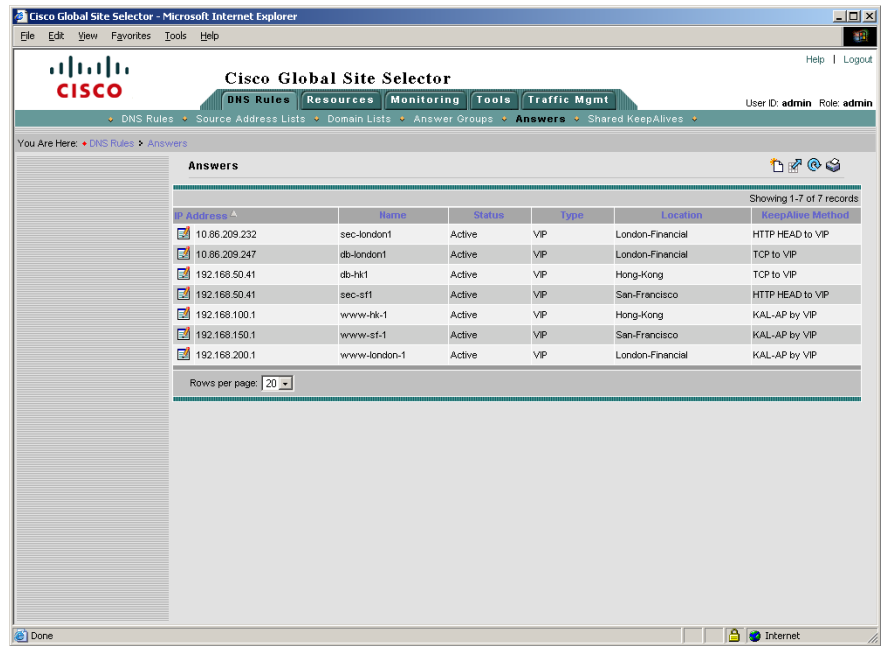 Cisco Global Site Selector - Microsoft Internet Explorer
File Edit View Favorites Tools Help
Help | Logout
CISCO
Cisco Global Site Selector
DNS Rules Resources Monitoring Tools Traffic Mgmt
User ID: admin Role: admin
DNS Rules Source Address Lists Domain Lists Answer Groups Answers Shared KeepAlives
You Are Here: DNS Rules Answers
Answers
Showing 1-7 of 7 records
IP Address Name Status Type Location KeepAlive Method
10.86.209.232 sec-london1 Active VIP London-Financial HTTP HEAD to VIP
10.86.209.247 db-london1 Active VIP London-Financial TCP to VIP
192.168.50.41 db-hk1 Active VIP Hong-Kong TCP to VIP
192.168.50.41 sec-sf1 Active VIP San-Francisco HTTP HEAD to VIP
192.168.100.1 www-hk-1 Active VIP Hong-Kong KAL-AP by VIP
192.168.150.1 www-sf-1 Active VIP San-Francisco KAL-AP by VIP
192.168.200.1 www-london-1 Active VIP London-Financial KAL-AP by VIP
Rows per page: 20
Done Internet